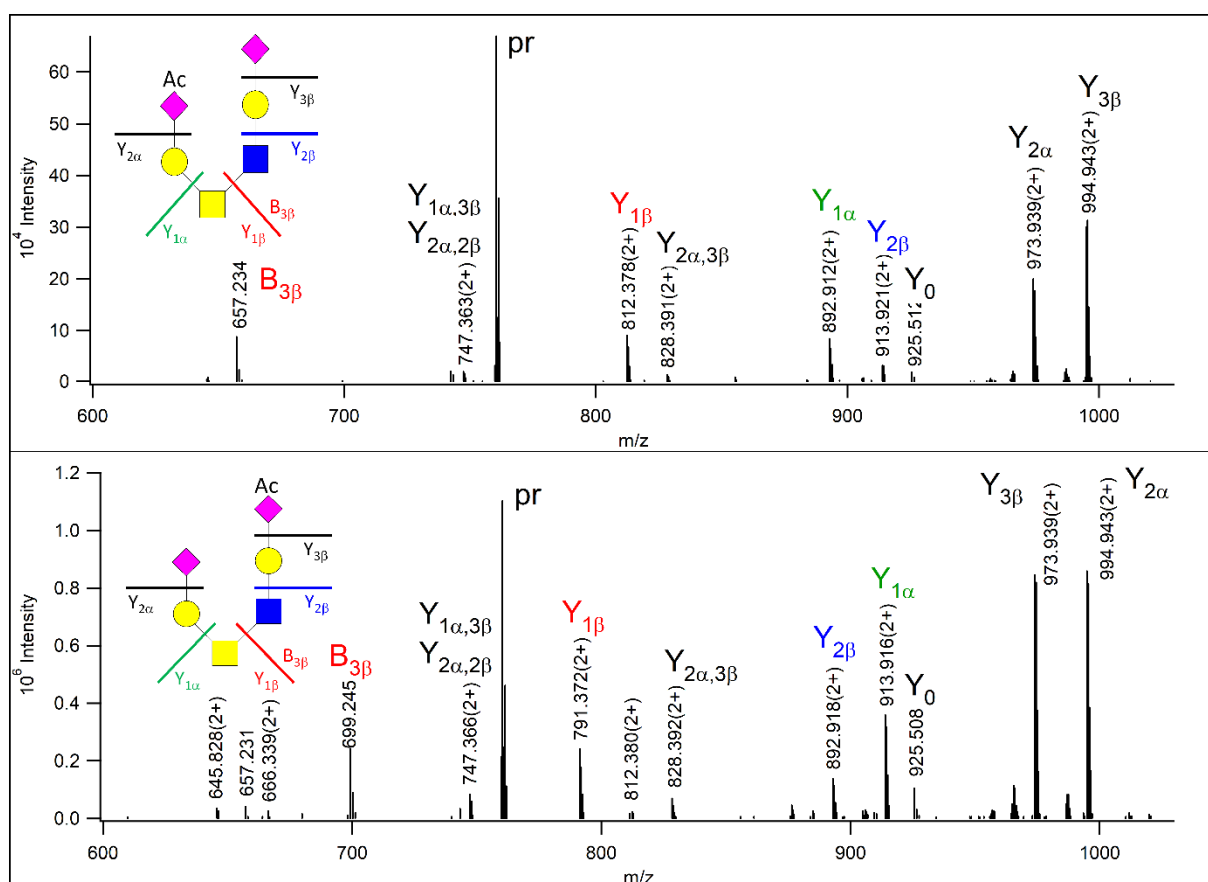 pr
60
50
40
30
20
10
0
10⁴ Intensity
Ac
Y3β
Y2α
Y2β
B3β
Y1α
Y1β
B3β
657.234
Y1α,3β
Y2α,2β
747.363(2+)
Y1β
812.378(2+)
Y2α,3β
828.391(2+)
Y1α
892.912(2+)
Y2β
913.921(2+)
Y0
925.512
Y2α
973.939(2+)
Y3β
994.943(2+)
600 700 800 900 1000
m/z
1.2
1.0
0.8
0.6
0.4
0.2
0.0
10⁶ Intensity
Ac
Y3β
Y2α
Y2β
B3β
Y1α
Y1β
645.828(2+)
657.231
666.339(2+)
B3β
699.245
Y1α,3β
Y2α,2β
747.366(2+)
pr
Y1β
791.372(2+)
812.380(2+)
Y2α,3β
828.392(2+)
Y2β
892.918(2+)
Y1α
913.916(2+)
Y0
925.508
Y3β
973.939(2+)
994.943(2+)
Y2α
600 700 800 900 1000
m/z